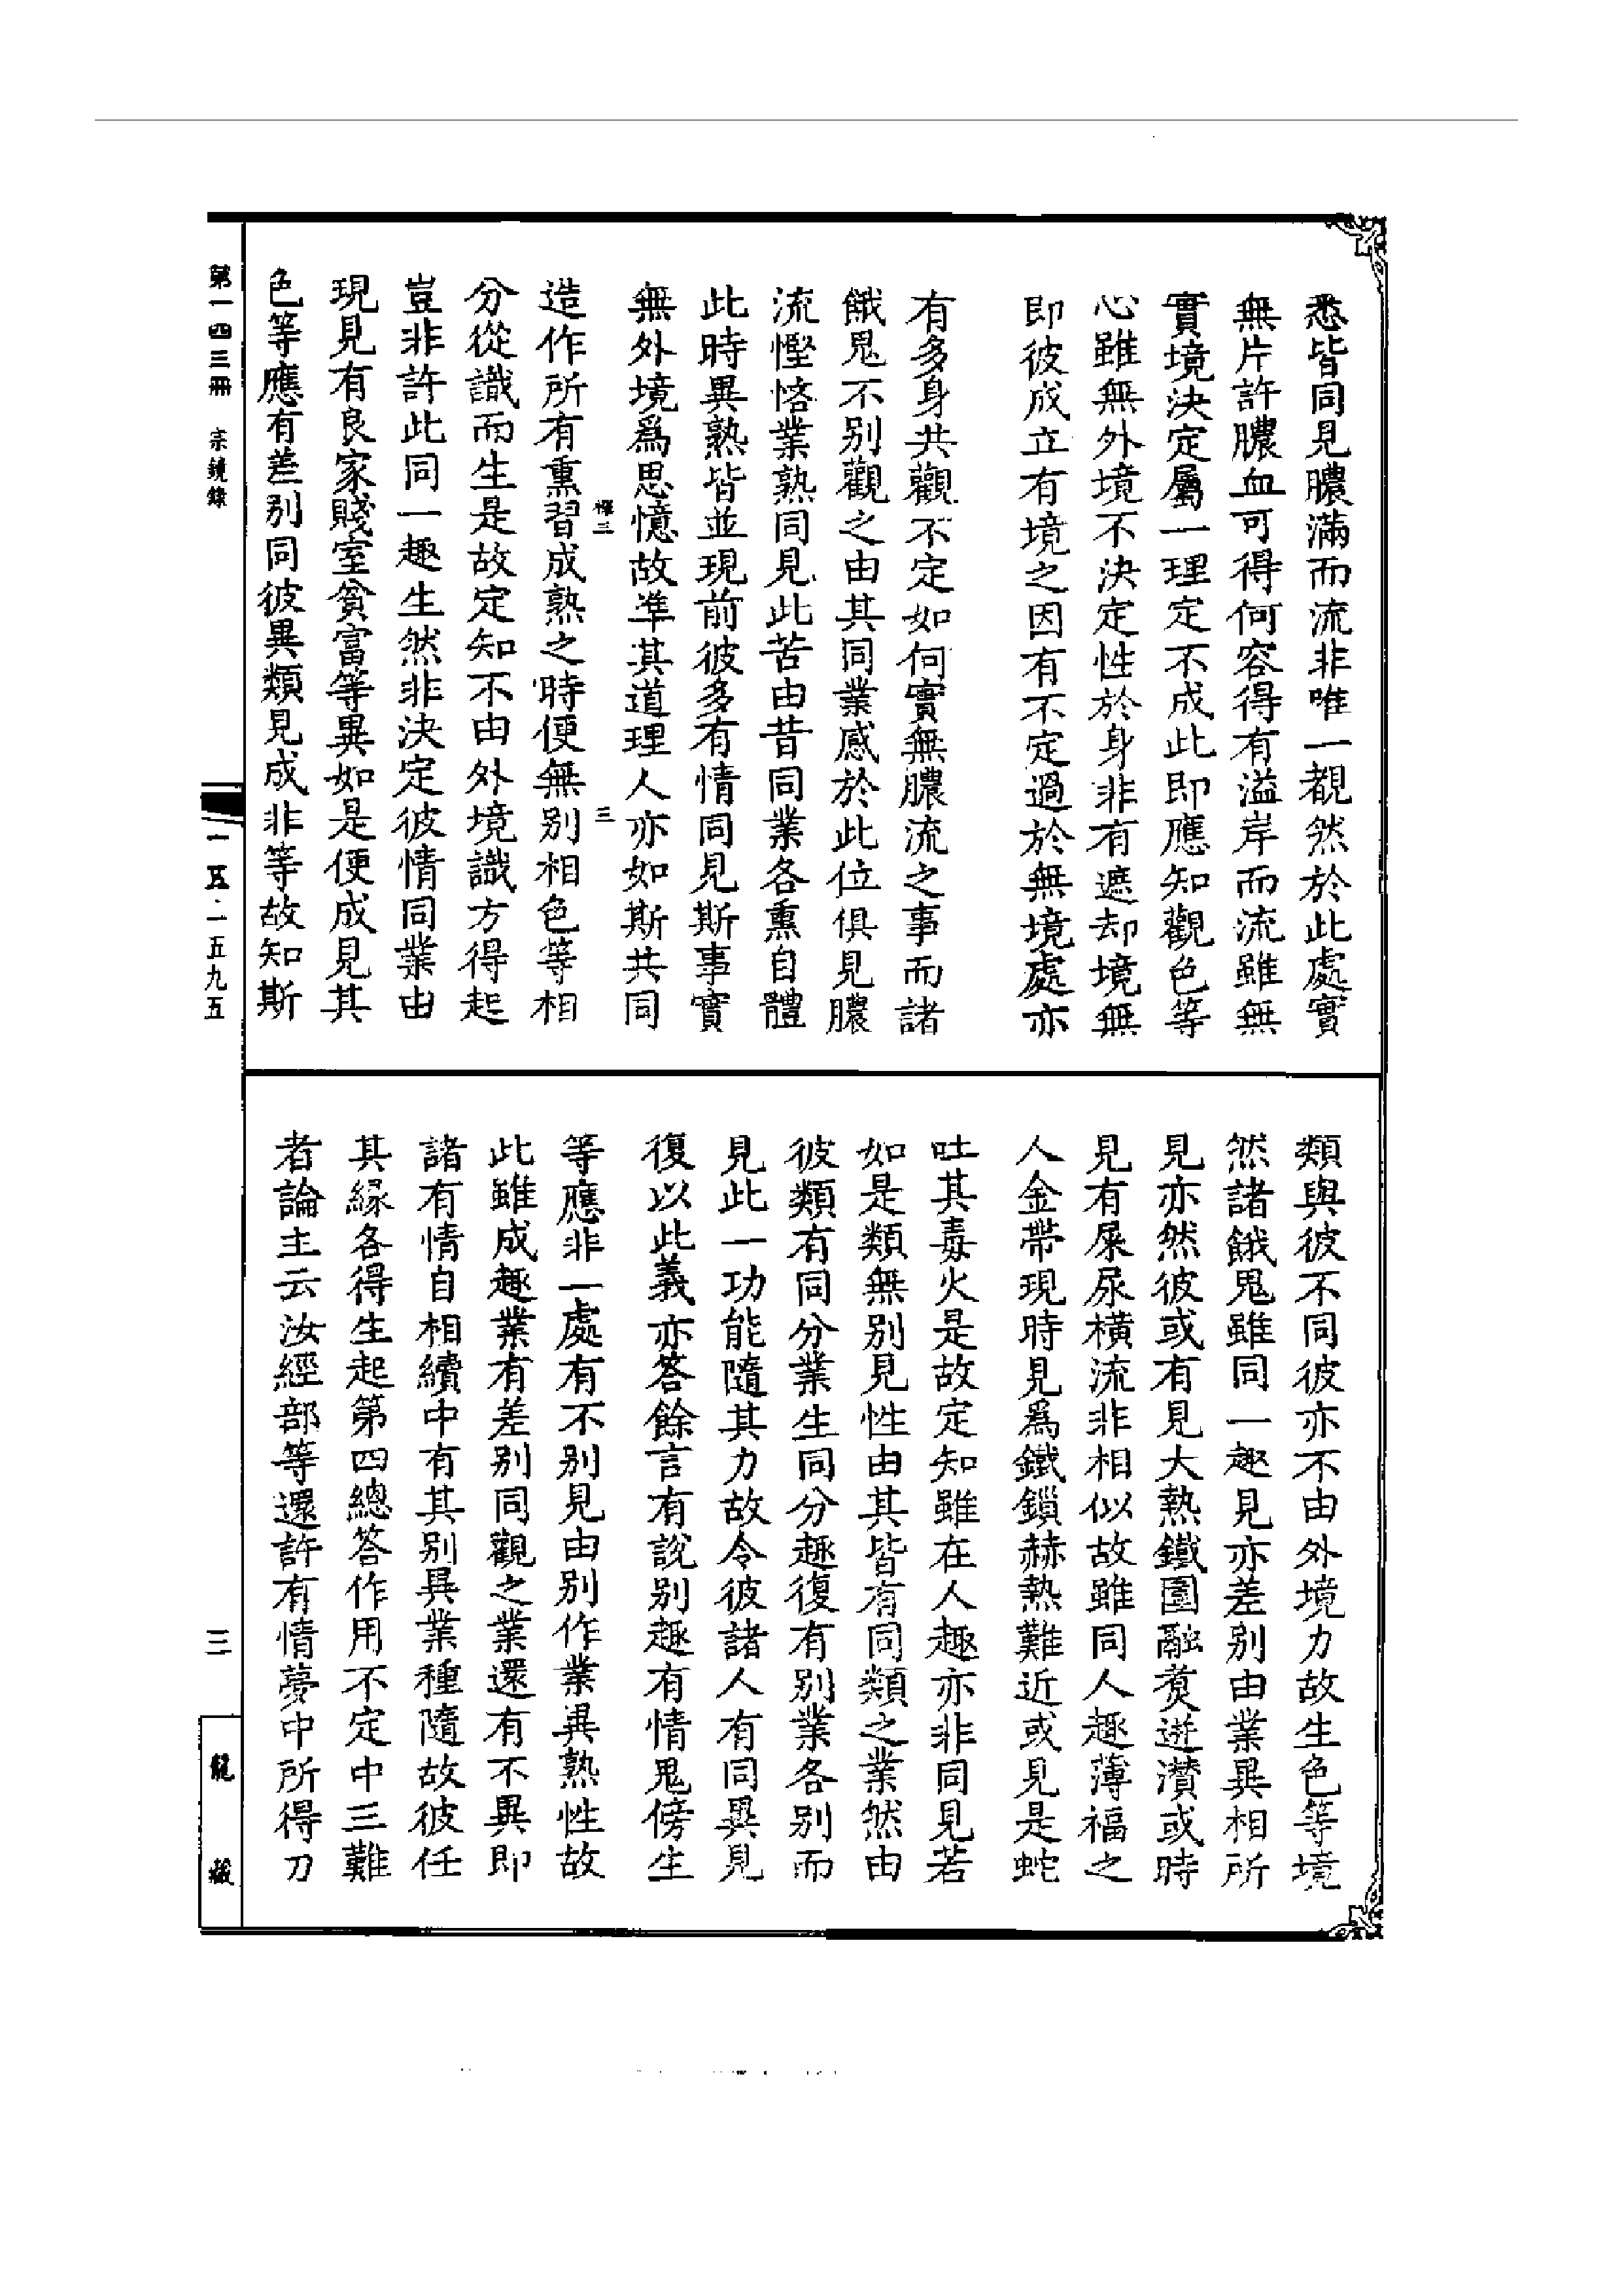 悉皆同見膿滿而流非唯一覩然於此處實
無片許膿血可得何容得有溢岸而流雖無
實境決定屬一理定不成此即應知觀色等
心雖無外境不決定性於身非有遮却境無
即彼成立有境之因有不定過於無境處亦
有多身共觀不定如何實無膿流之事而諸
餓鬼不別觀之由其同業感於此位俱見膿
流慳悋業熟同見此苦由昔同業各熏自體
此時異熟皆並現前彼多有情同見斯事實
無外境為思憶故準其道理人亦如斯共同
三
造作所有熏習成熟之時便無別相色等相
分從識而生是故定知不由外境識方得起
豈非許此同一趣生然非決定彼情同業由
現見有良家賤室貧富等異如是便成見其
色等應有差別同彼異類見成非等故知斯
類與彼不同彼亦不由外境力故生色等境
然諸餓鬼雖同一趣見亦差別由業異相所
見亦然彼或有見大熱鐵圍融煑迸濽或時
見有屎尿橫流非相似故雖同人趣薄福之
人金帶現時見為鐵鎖赫熱難近或見是蛇
吐其毒火是故定知雖在人趣亦非同見若
如是類無別見性由其皆有同類之業然由
彼類有同分業生同分趣復有別業各別而
見此一功能隨其力故令彼諸人有同異見
復以此義亦答餘言有說別趣有情鬼傍生
等應非一處有不別見由別作業異熟性故
此雖成趣業有差別同觀之業還有不異即
諸有情自相續中有其別異業種隨故彼任
其緣各得生起第四總答作用不定中三難
者論主云汝經部等還許有情夢中所得刀
第一四三冊 宗鏡錄
一五·一五九五
三
龍藏